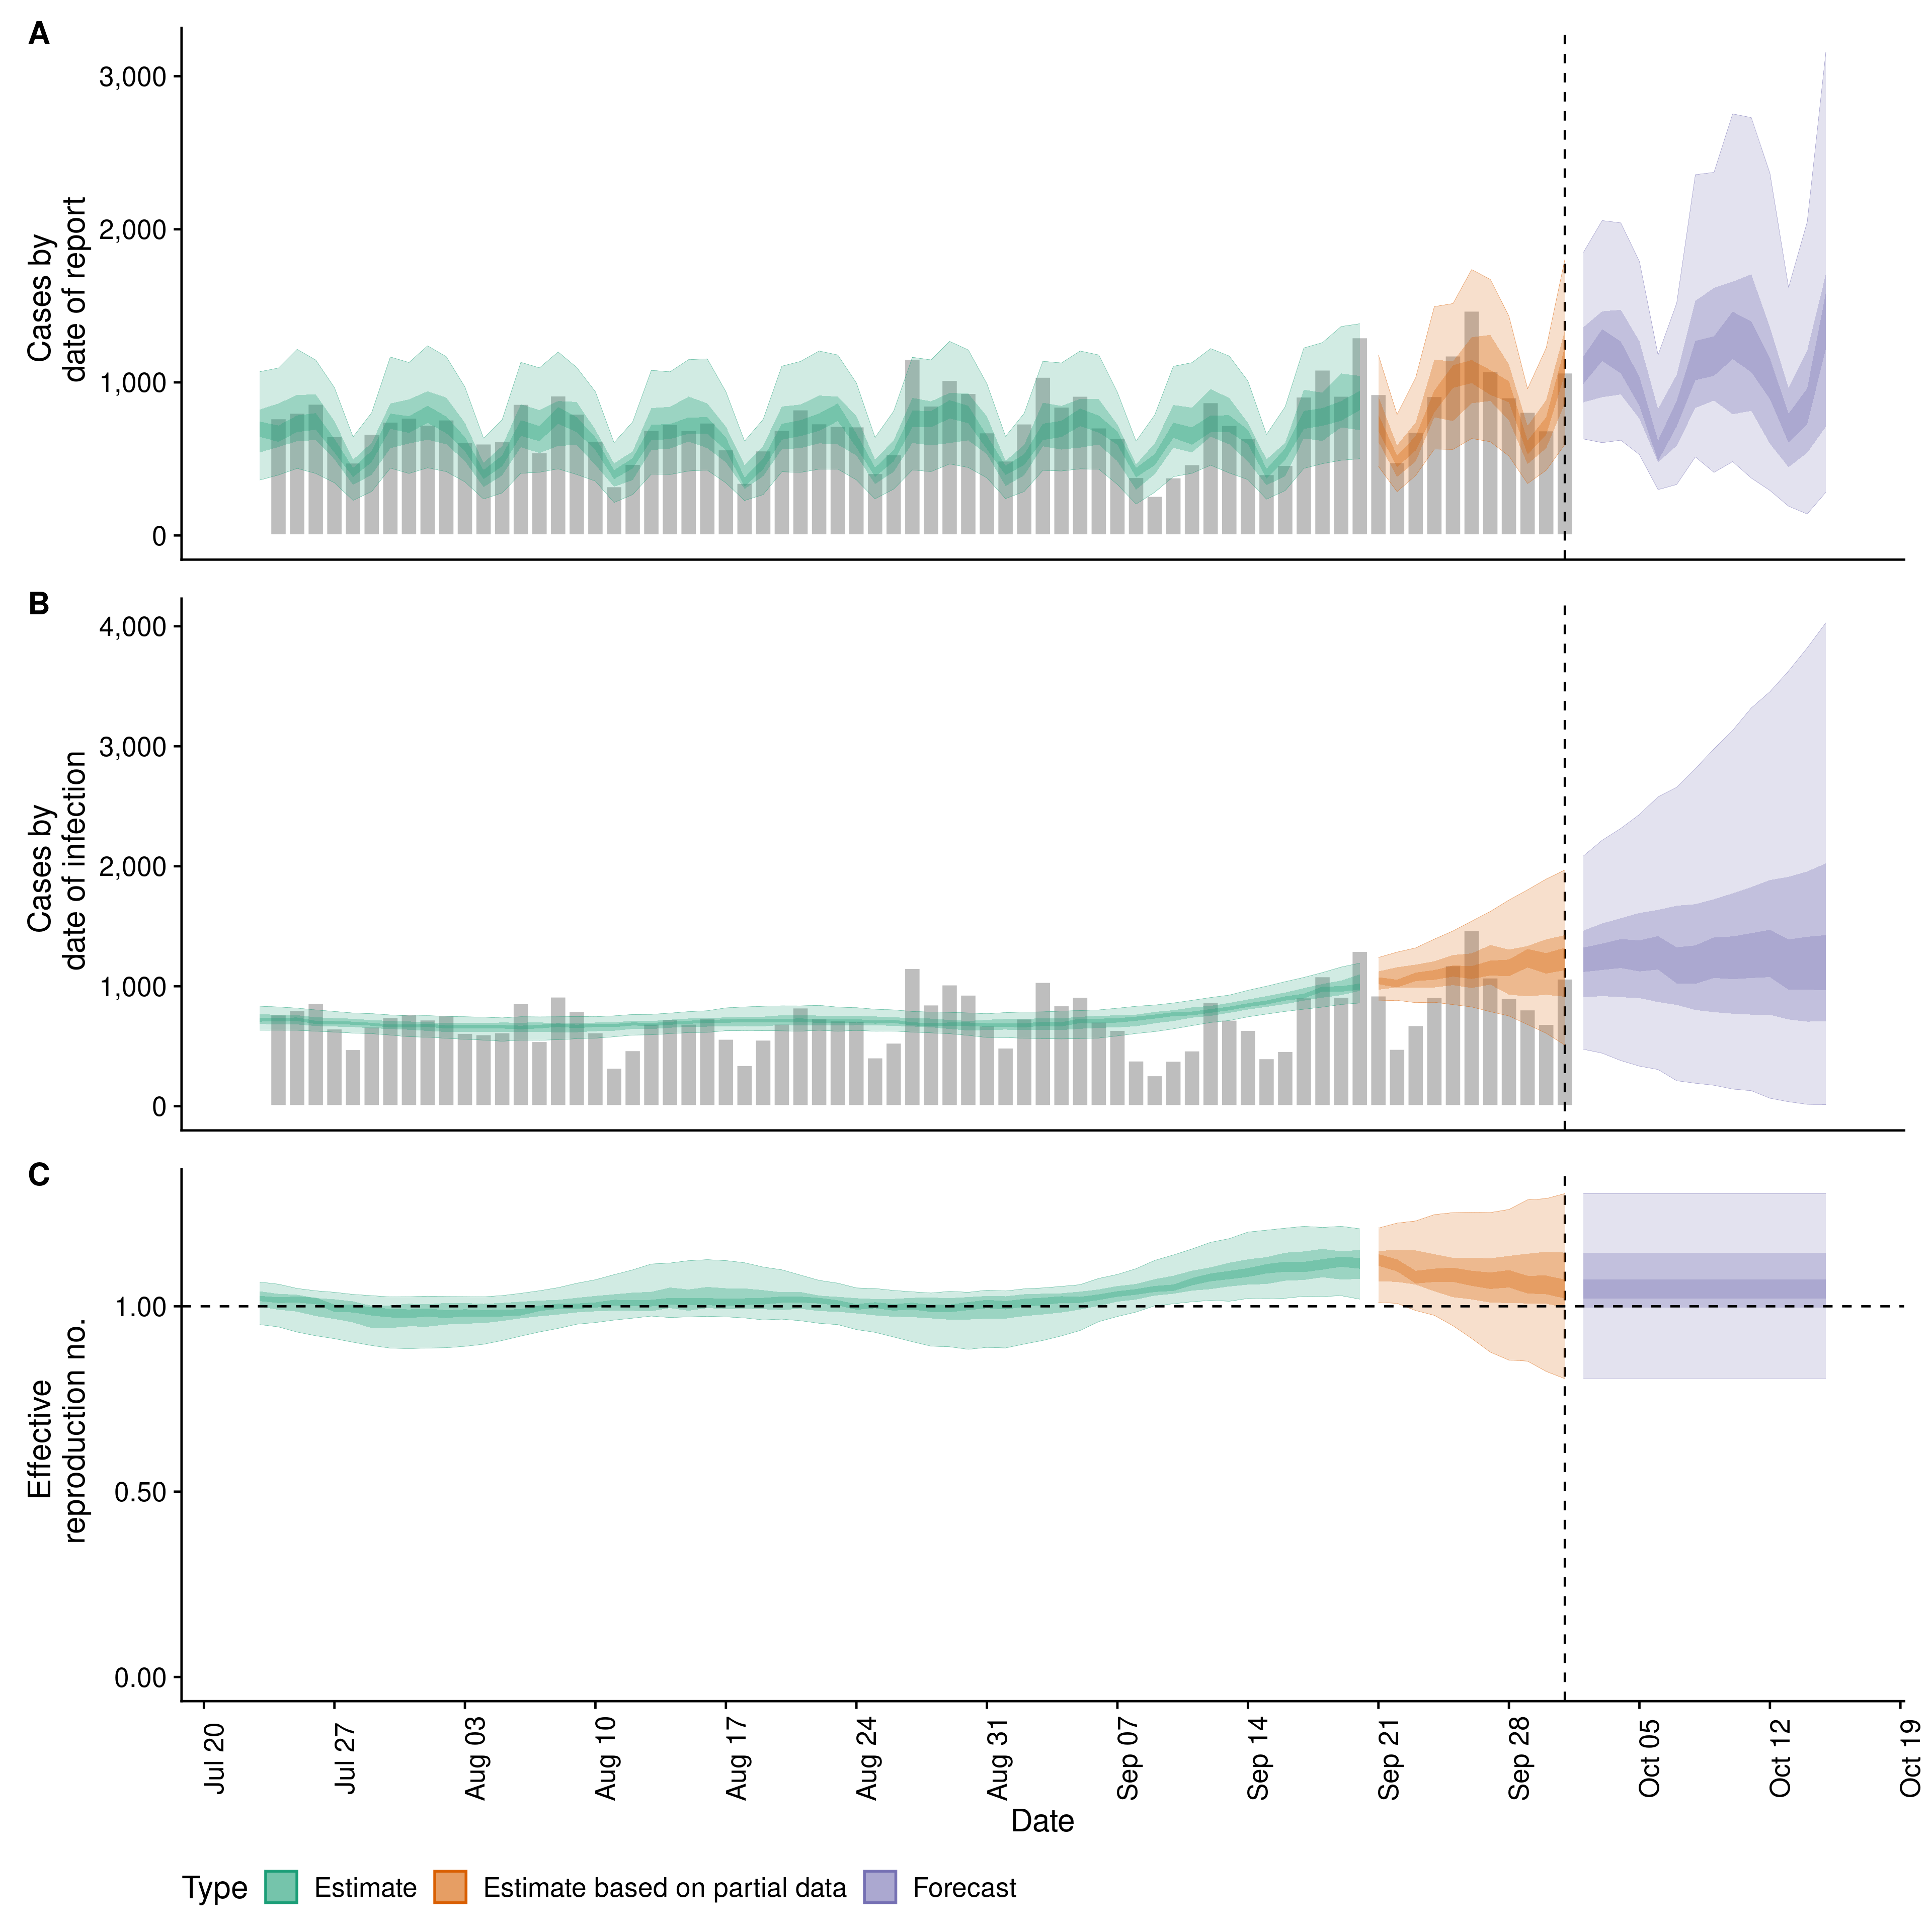 A
Cases by
date of report
3,000
2,000
1,000
0
B
Cases by
date of infection
4,000
3,000
2,000
1,000
0
C
Effective
reproduction no.
1.00
0.50
0.00
Jul 20
Jul 27
Aug 03
Aug 10
Aug 17
Aug 24
Aug 31
Sep 07
Sep 14
Sep 21
Sep 28
Oct 05
Oct 12
Oct 19
Date
Type Estimate Estimate based on partial data Forecast